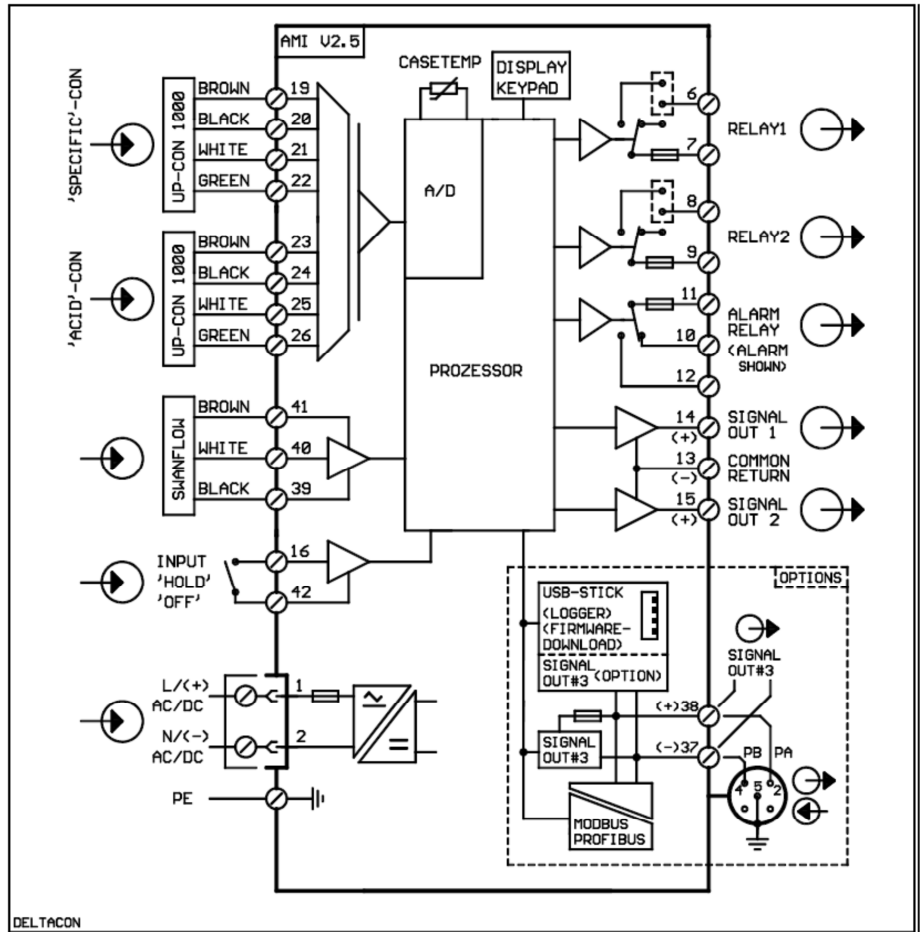 AMI V2.5
CASETEMP
DISPLAY
KEYPAD
'SPECIFIC'-CON
UP-CON 1000
BROWN 19
BLACK 20
WHITE 21
GREEN 22
'ACID'-CON
UP-CON 1000
BROWN 23
BLACK 24
WHITE 25
GREEN 26
A/D
PROZESSOR
6
RELAY1
7
8
RELAY2
9
11
ALARM
RELAY
10
(ALARM
SHOWN)
12
SWANFLOW
BROWN 41
WHITE 40
BLACK 39
14 SIGNAL
(+) OUT 1
13 COMMON
(-) RETURN
15 SIGNAL
(+) OUT 2
INPUT 16
'HOLD'
'OFF' 42
L/(+) 1
AC/DC
N/(-) 2
AC/DC
PE
OPTIONS
USB-STICK
(LOGGER)
(FIRMWARE-
DOWNLOAD)
SIGNAL
OUT#3 (OPTION)
SIGNAL
OUT#3
(+)38
SIGNAL
OUT#3
(-)37
PB PA
4 5 2
MODBUS
PROFIBUS
DELTACON